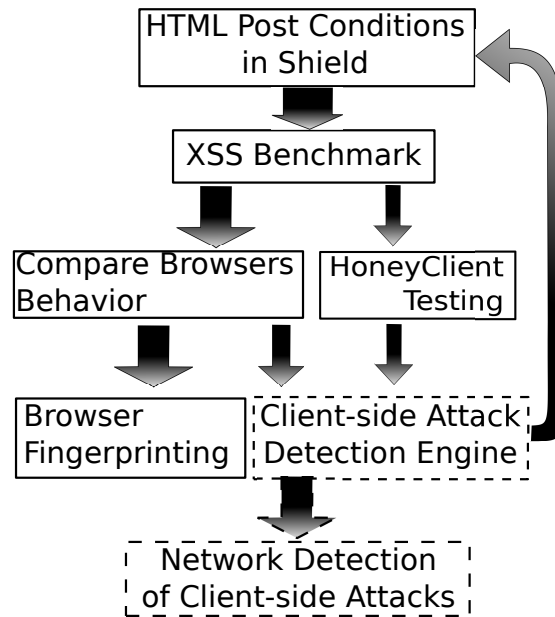 HTML Post Conditions
in Shield
XSS Benchmark
Compare Browsers
Behavior
HoneyClient
Testing
Browser
Fingerprinting
Client-side Attack
Detection Engine
Network Detection
of Client-side Attacks